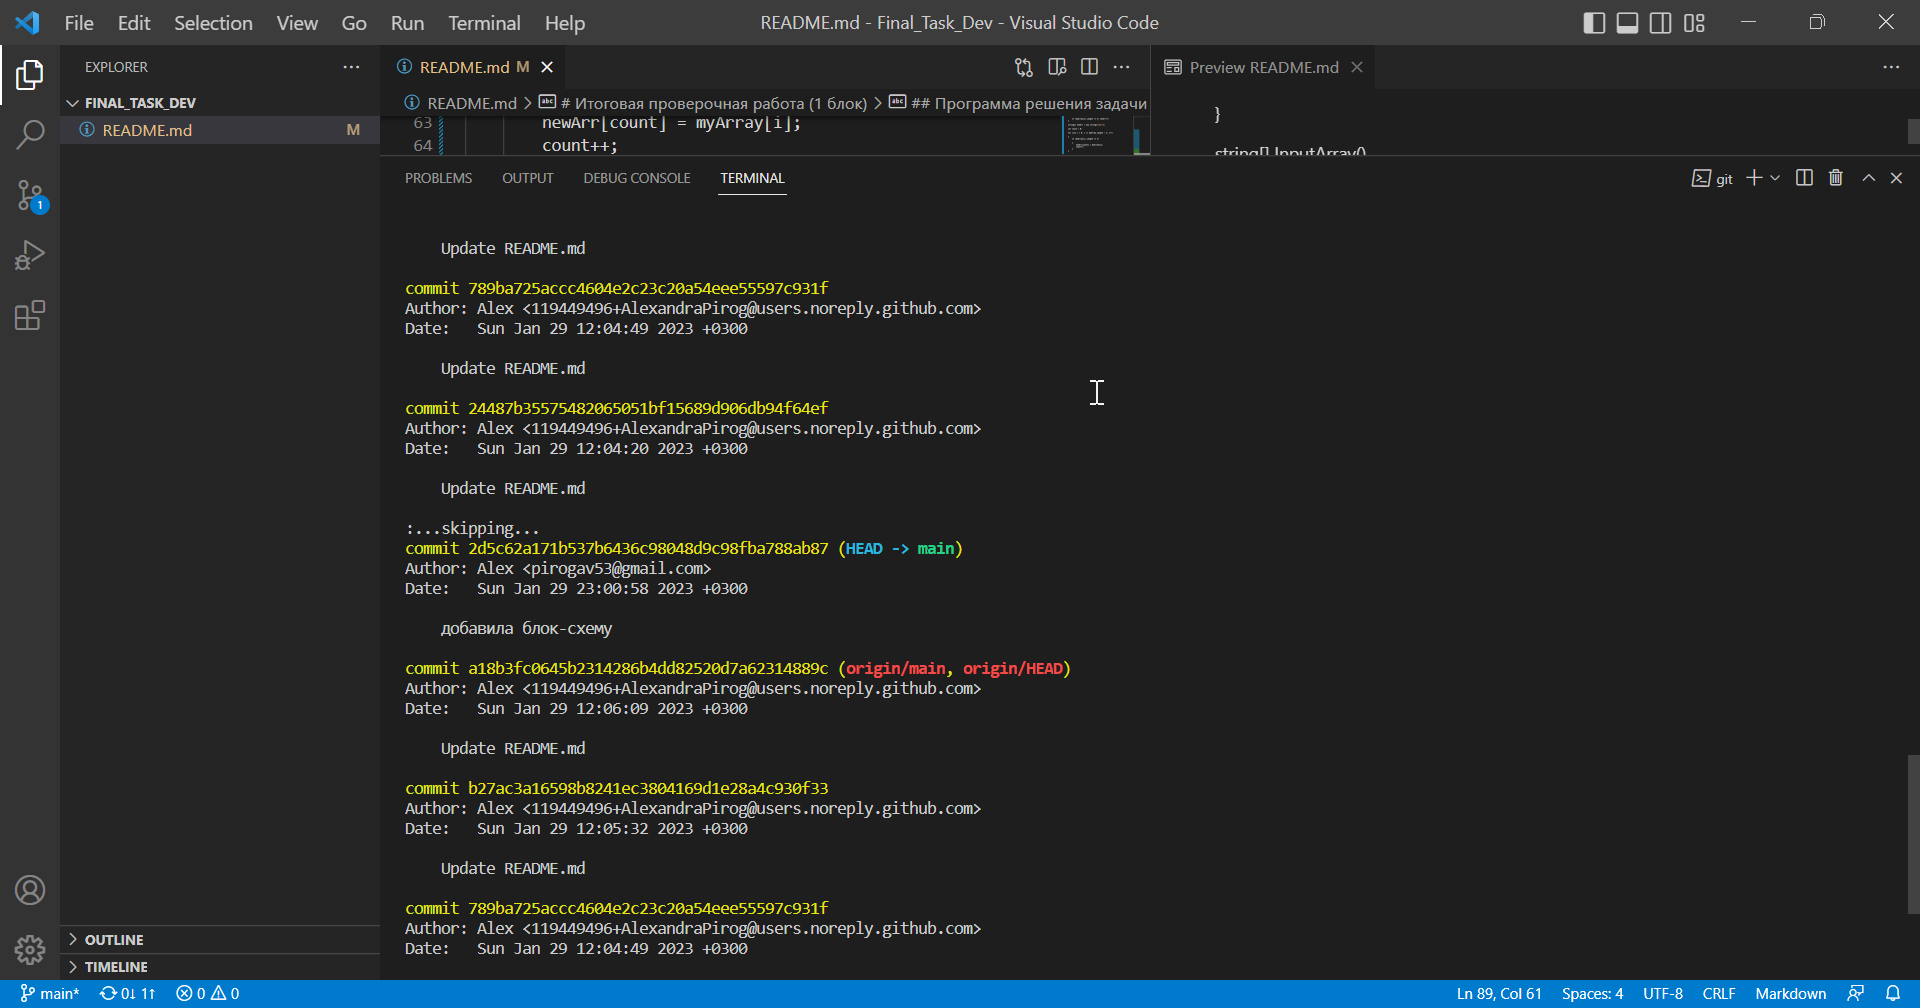 File Edit Selection View Go Run Terminal Help
README.md - Final_Task_Dev - Visual Studio Code
EXPLORER
FINAL_TASK_DEV
README.md M
OUTLINE
TIMELINE
README.md M
Preview README.md
README.md > # Итоговая проверочная работа (1 блок) > ## Программа решения задачи
63 newArr[count] = myArray[i];
64 count++;
}
string[] InputArray()
PROBLEMS OUTPUT DEBUG CONSOLE TERMINAL
git
Update README.md
commit 789ba725accc4604e2c23c20a54eee55597c931f
Author: Alex <119449496+AlexandraPirog@users.noreply.github.com>
Date: Sun Jan 29 12:04:49 2023 +0300
Update README.md
commit 24487b35575482065051bf15689d906db94f64ef
Author: Alex <119449496+AlexandraPirog@users.noreply.github.com>
Date: Sun Jan 29 12:04:20 2023 +0300
Update README.md
:...skipping...
commit 2d5c62a171b537b6436c98048d9c98fba788ab87 (HEAD -> main)
Author: Alex <pirogav53@gmail.com>
Date: Sun Jan 29 23:00:58 2023 +0300
добавила блок-схему
commit a18b3fc0645b2314286b4dd82520d7a62314889c (origin/main, origin/HEAD)
Author: Alex <119449496+AlexandraPirog@users.noreply.github.com>
Date: Sun Jan 29 12:06:09 2023 +0300
Update README.md
commit b27ac3a16598b8241ec3804169d1e28a4c930f33
Author: Alex <119449496+AlexandraPirog@users.noreply.github.com>
Date: Sun Jan 29 12:05:32 2023 +0300
Update README.md
commit 789ba725accc4604e2c23c20a54eee55597c931f
Author: Alex <119449496+AlexandraPirog@users.noreply.github.com>
Date: Sun Jan 29 12:04:49 2023 +0300
1
main* 0↓ 1↑ 0 0
Ln 89, Col 61 Spaces: 4 UTF-8 CRLF Markdown